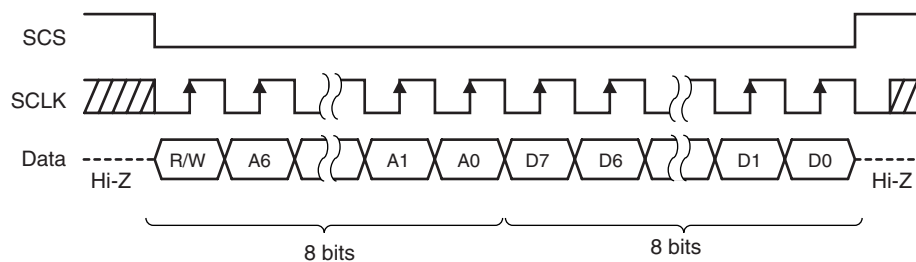 SCS
SCLK
Data
R/W A6 A1 A0 D7 D6 D1 D0
Hi-Z Hi-Z
8 bits 8 bits